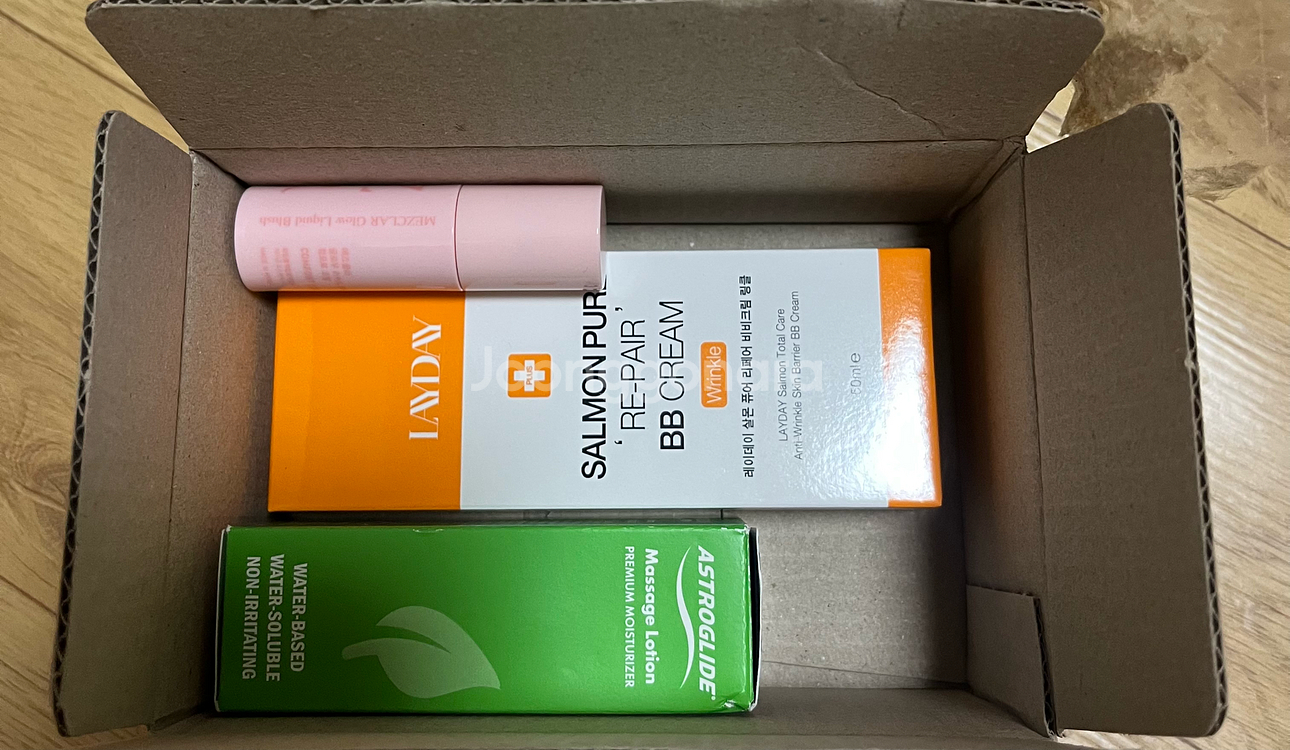 MEZCLAR Glow Liquid Blush
LAYDAY
PLUS
SALMON PURE
‘ RE-PAIR ’
BB CREAM
Wrinkle
레이데이 살몬 퓨어 리페어 비비크림 링클
LAYDAY Salmon Total Care
Anti-Wrinkle Skin Barrier BB Cream
50ml e
Joonggonara
ASTROGLIDE
Massage Lotion
PREMIUM MOISTURIZER
WATER-BASED
WATER-SOLUBLE
NON-IRRITATING